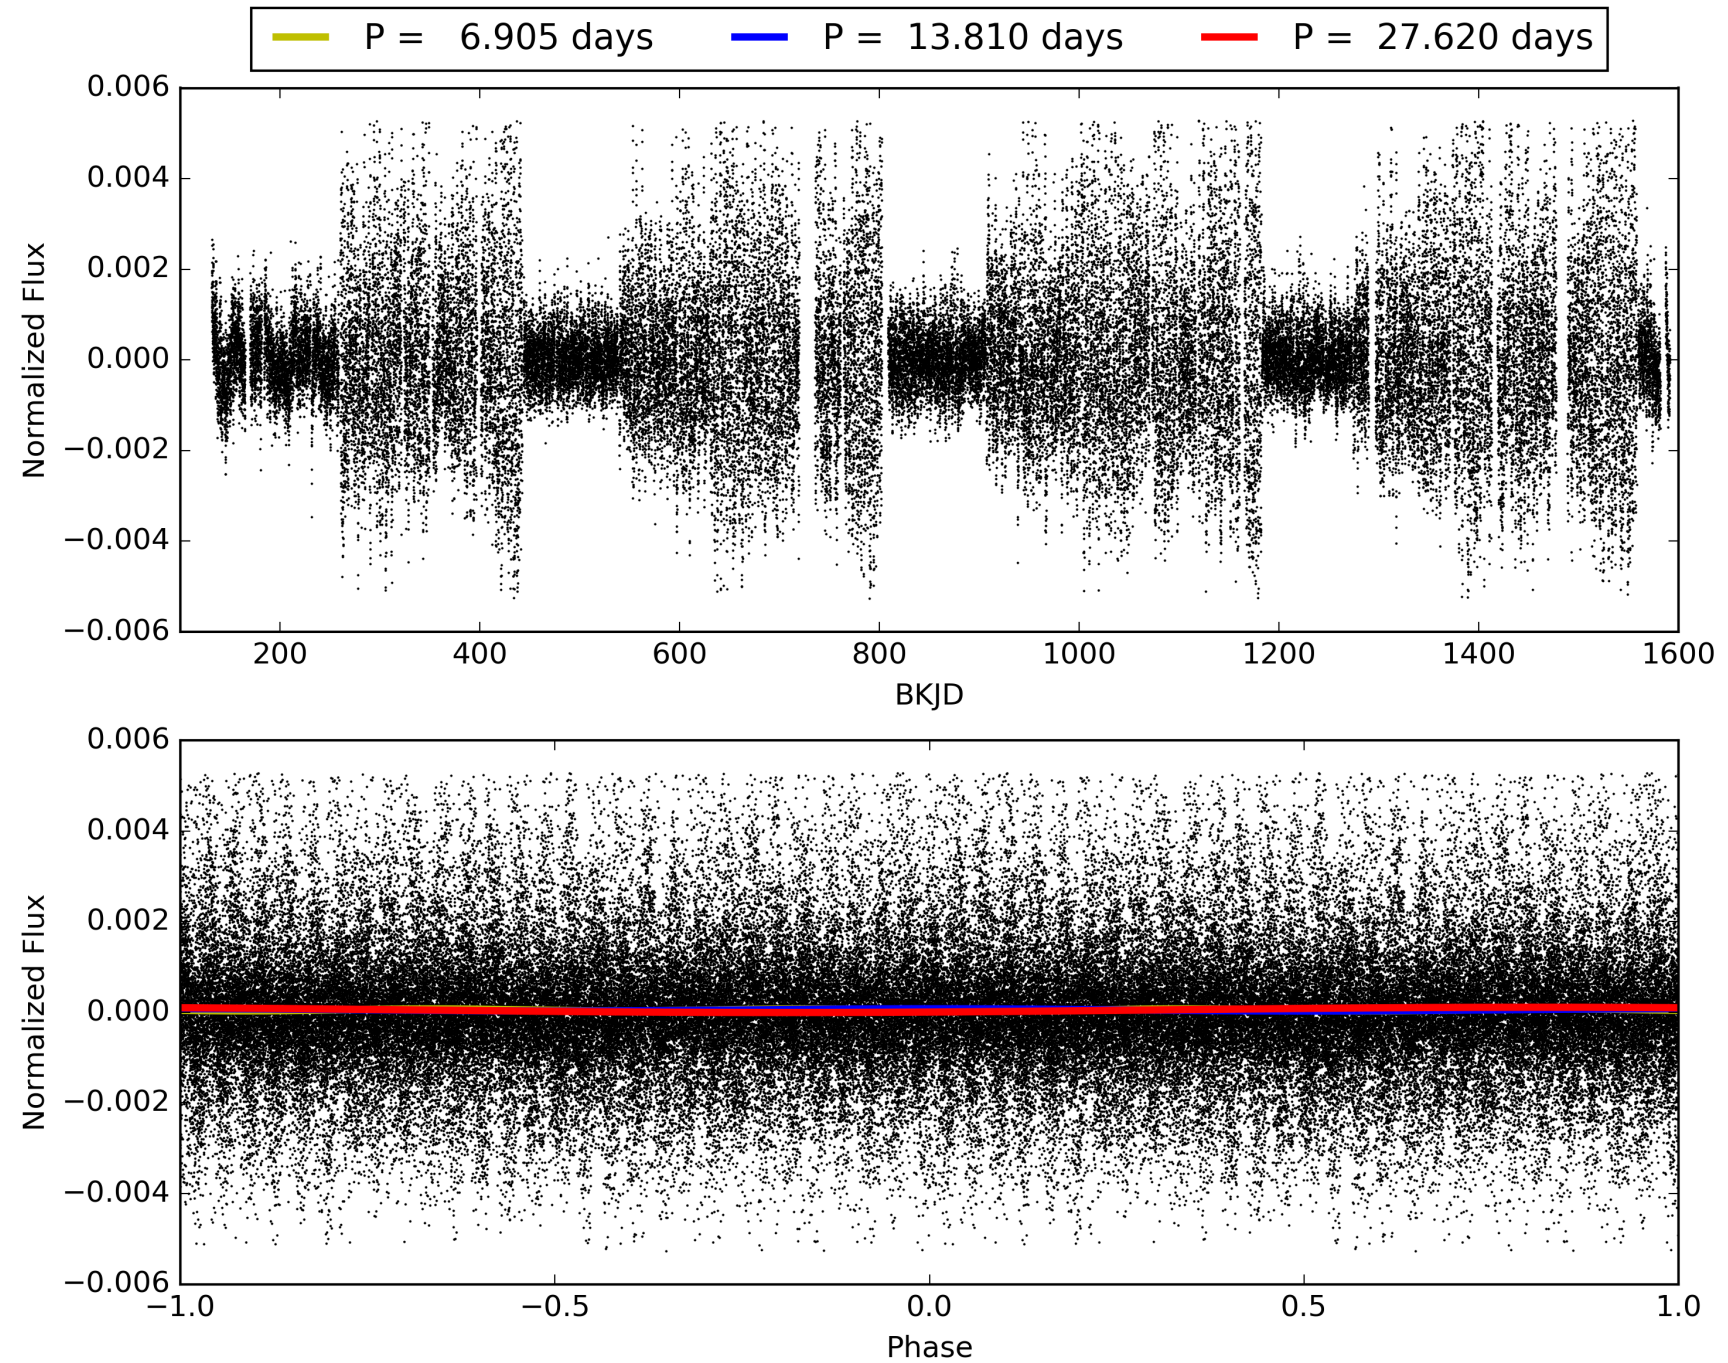 P =   6.905 days P =  13.810 days P =  27.620 days
0.006
0.004
0.002
0.000
−0.002
−0.004
−0.006
Normalized Flux
200 400 600 800 1000 1200 1400 1600
BKJD
0.006
0.004
0.002
0.000
−0.002
−0.004
−0.006
Normalized Flux
−1.0 −0.5 0.0 0.5 1.0
Phase